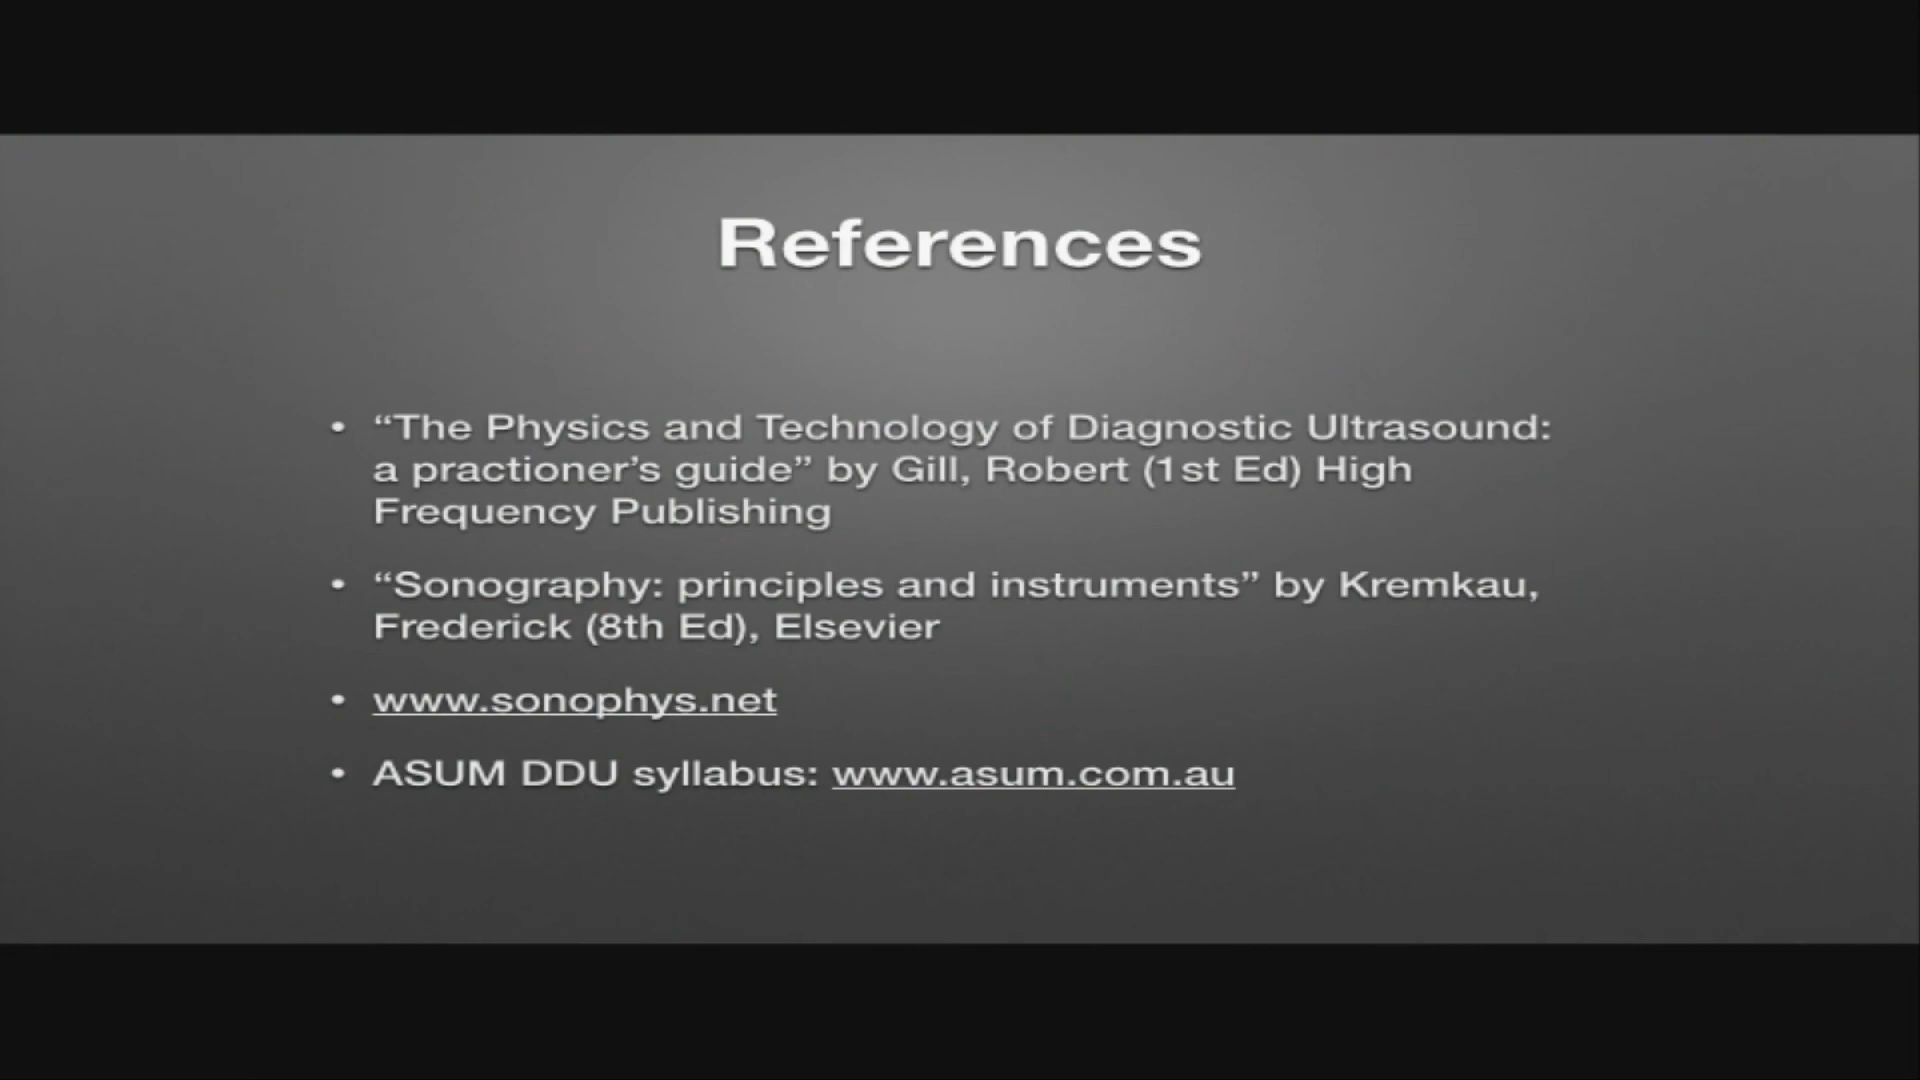 References
• “The Physics and Technology of Diagnostic Ultrasound:
a practioner’s guide” by Gill, Robert (1st Ed) High
Frequency Publishing
• “Sonography: principles and instruments” by Kremkau,
Frederick (8th Ed), Elsevier
• www.sonophys.net
• ASUM DDU syllabus: www.asum.com.au